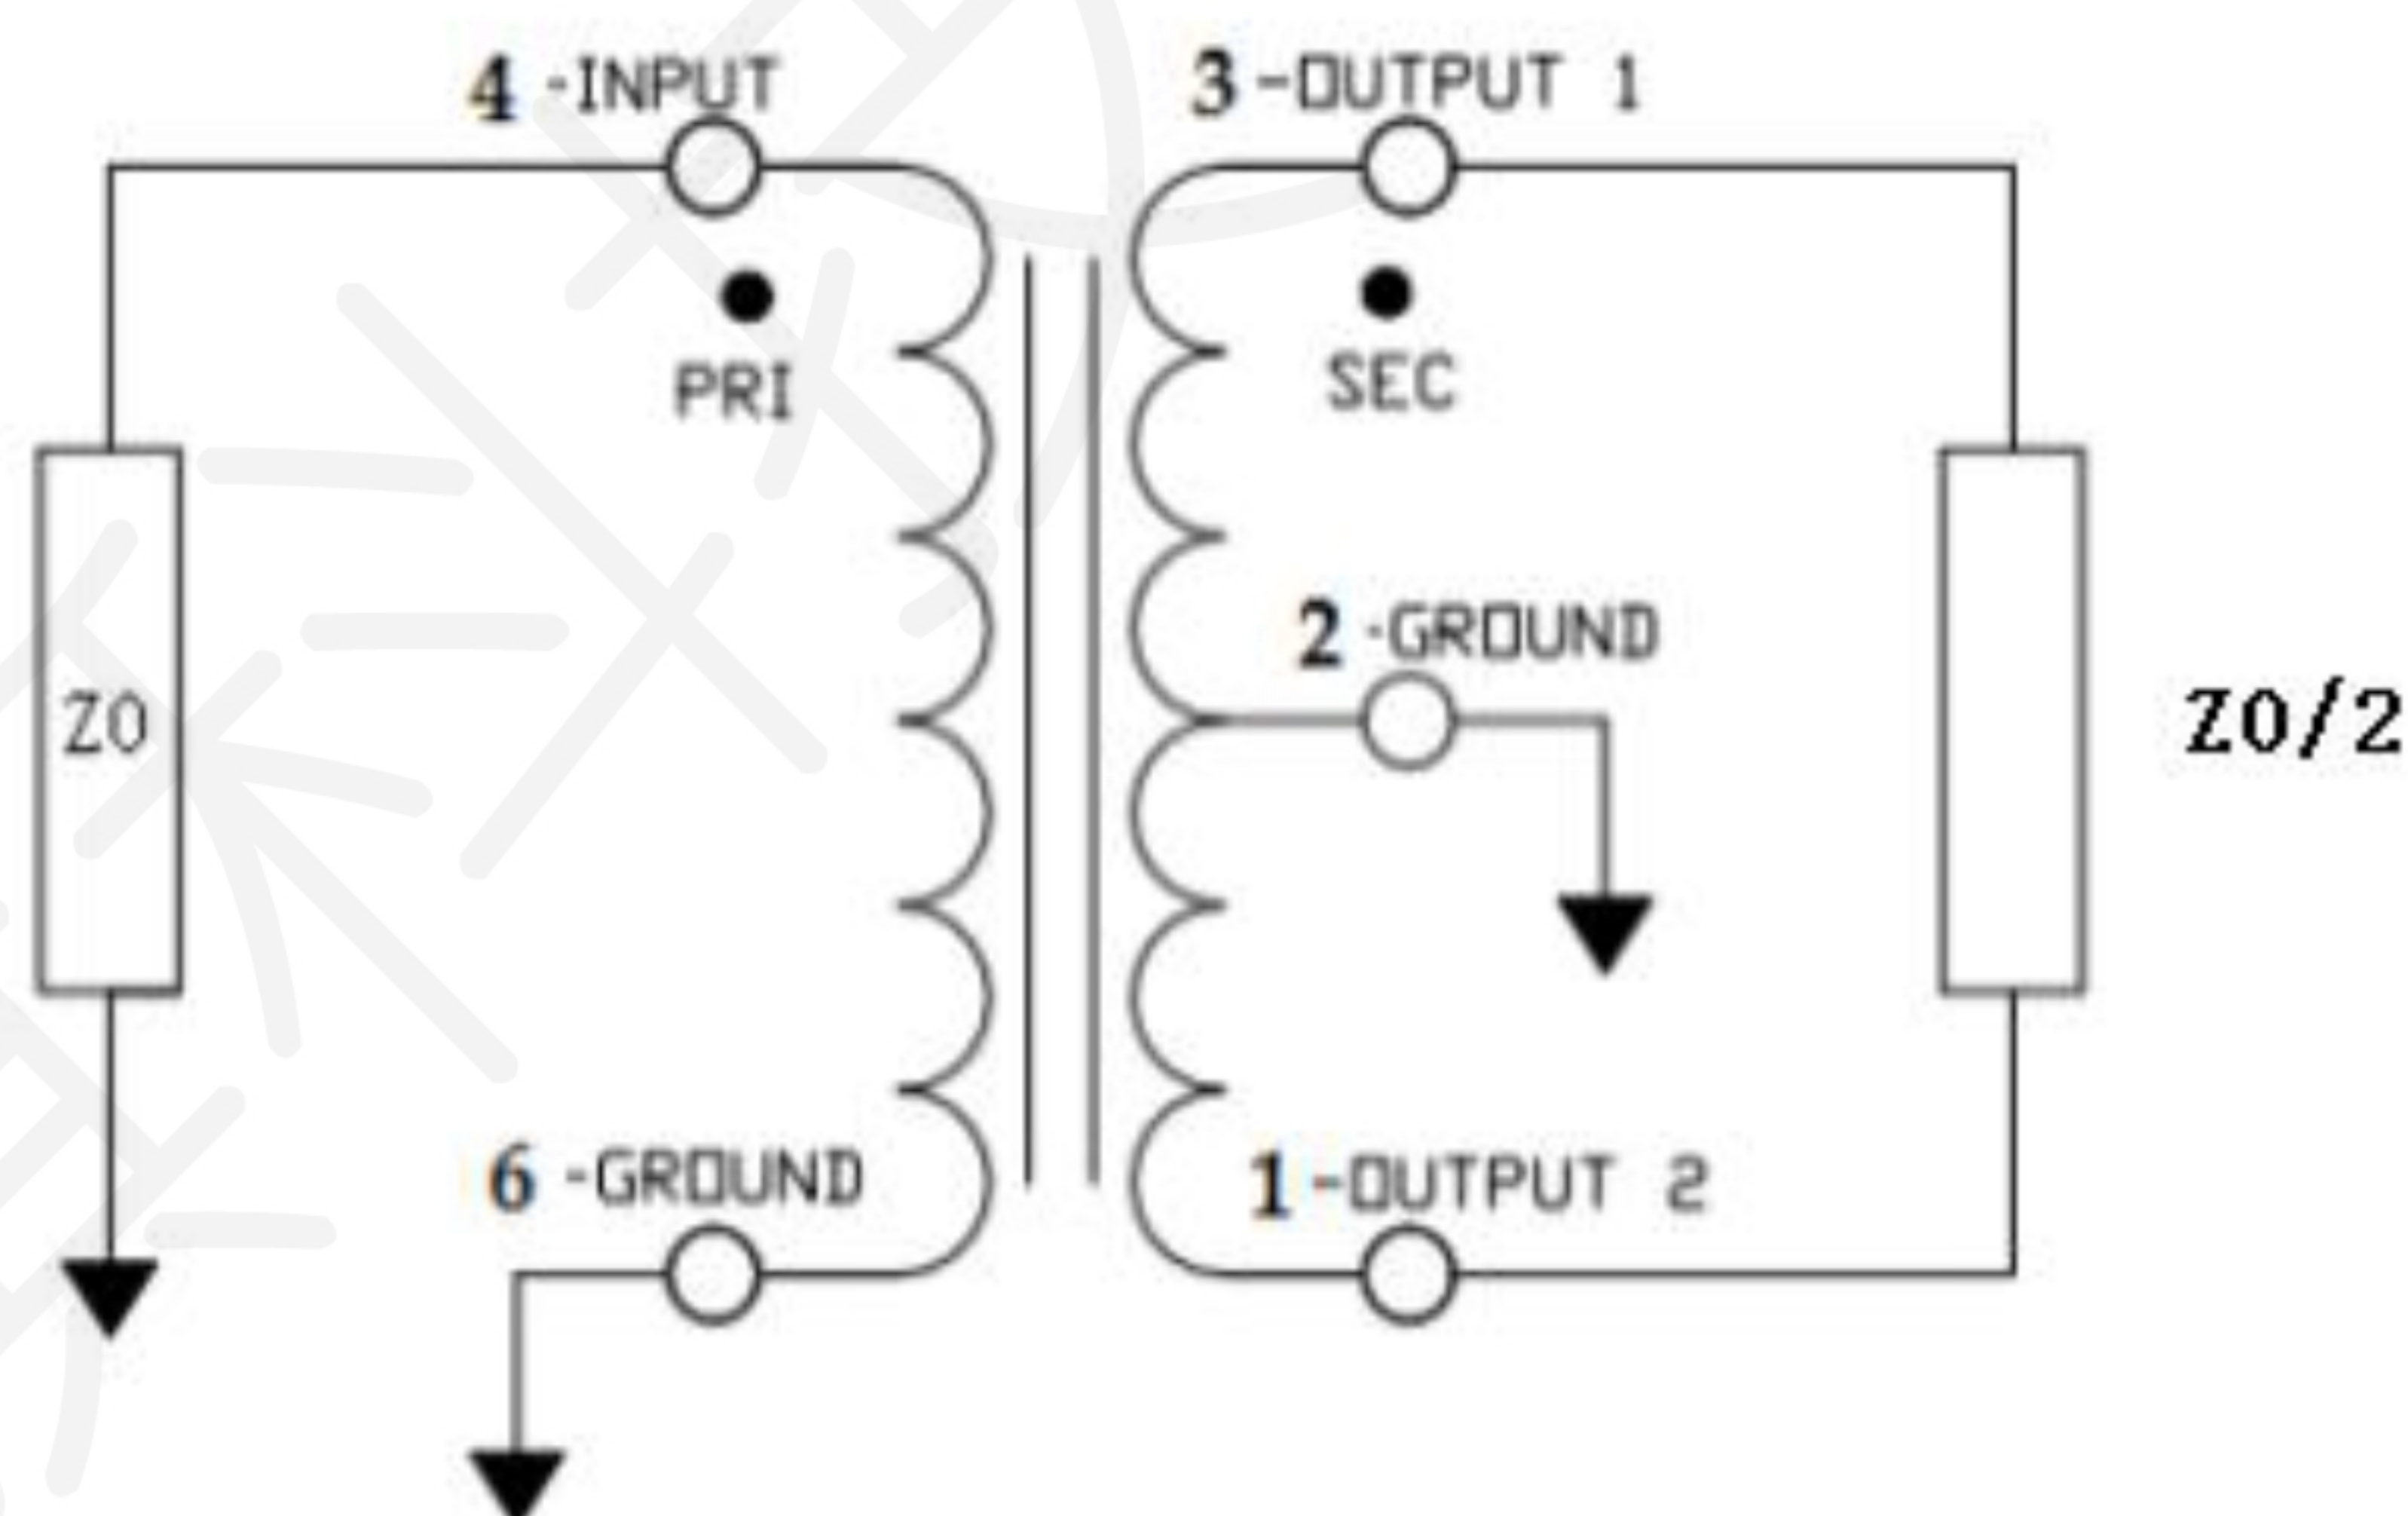 4 -INPUT
3 -OUTPUT 1
PRI
SEC
2 -GROUND
Z0
Z0/2
6 -GROUND
1 -OUTPUT 2